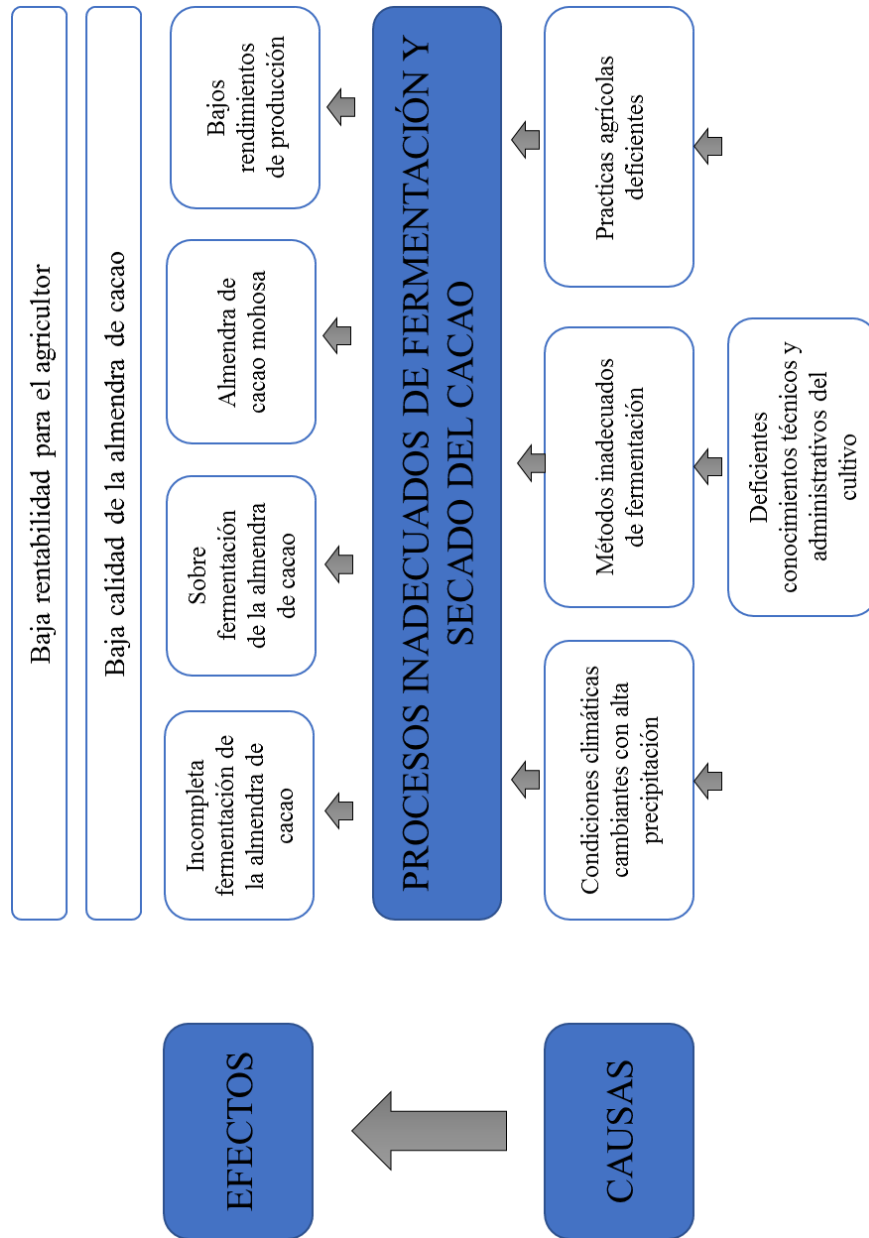 Baja rentabilidad para el agricultor
Baja calidad de la almendra de cacao
EFECTOS
Incompleta
fermentación de
la almendra de
cacao
Sobre
fermentación
de la almendra
de cacao
Almendra de
cacao mohosa
Bajos
rendimientos
de producción
PROCESOS INADECUADOS DE FERMENTACIÓN Y
SECADO DEL CACAO
CAUSAS
Condiciones climáticas
cambiantes con alta
precipitación
Métodos inadecuados
de fermentación
Practicas agrícolas
deficientes
Deficientes
conocimientos técnicos y
administrativos del
cultivo